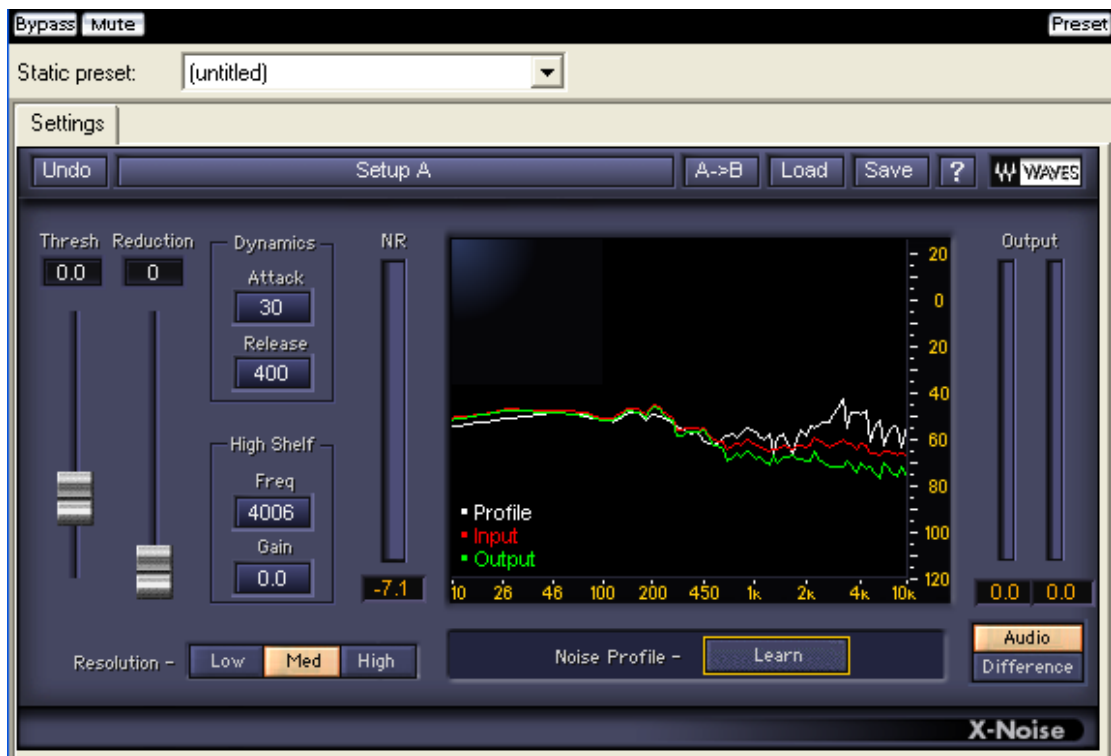 Bypass Mute Preset
Static preset: (untitled)
Settings
Undo Setup A A->B Load Save ? WAVES
Thresh Reduction Dynamics NR Output
0.0 0
Attack
30
Release
400
High Shelf
Freq
4006
Gain
0.0
-7.1
20
0
20
40
60
80
100
120
Profile
Input
Output
10 26 46 100 200 450 1K 2K 4K 10K
0.0 0.0
Resolution - Low Med High
Noise Profile - Learn
Audio
Difference
X-Noise